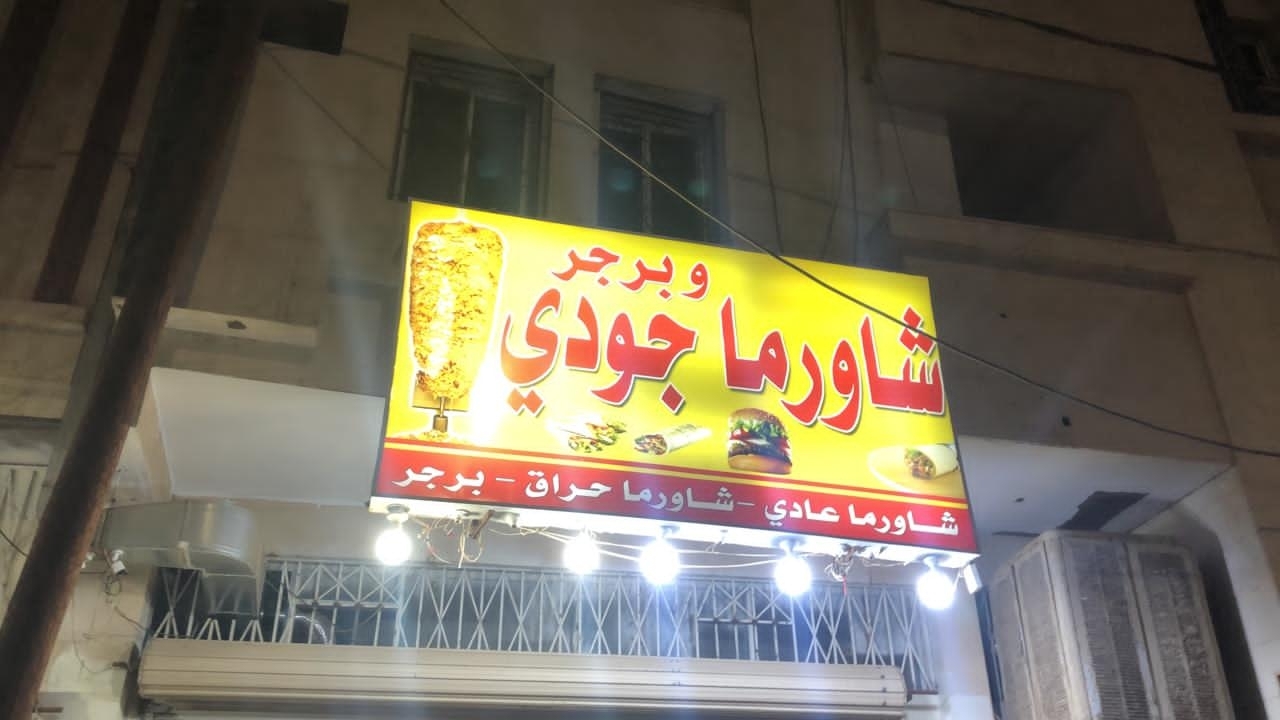 وبرجر
شاورما جودي
شاورما عادي - شاورما حراق - برجر